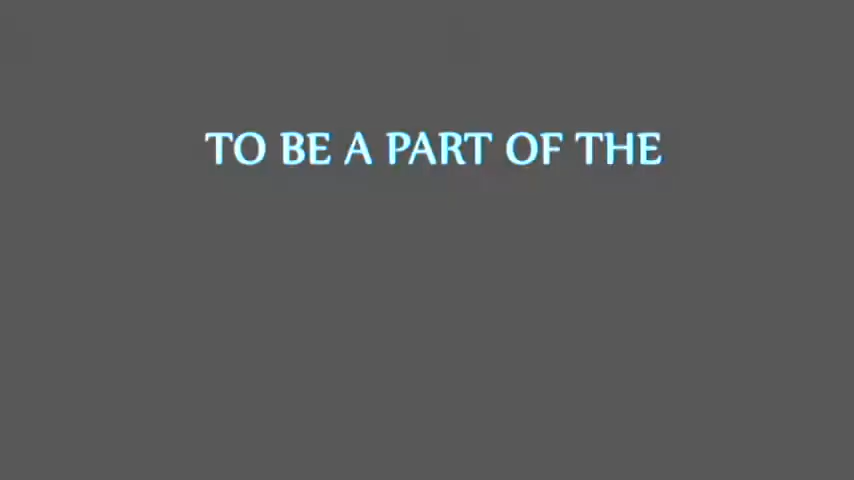 TO BE A PART OF THE